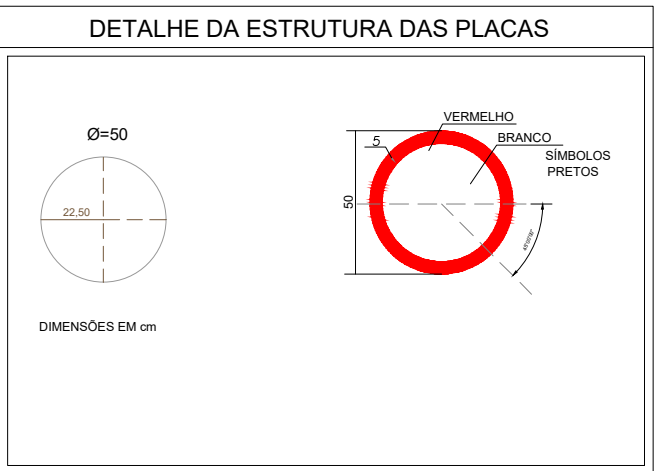 DETALHE DA ESTRUTURA DAS PLACAS
Ø=50
22,50
DIMENSÕES EM cm
VERMELHO
BRANCO
SÍMBOLOS
PRETOS
5
50